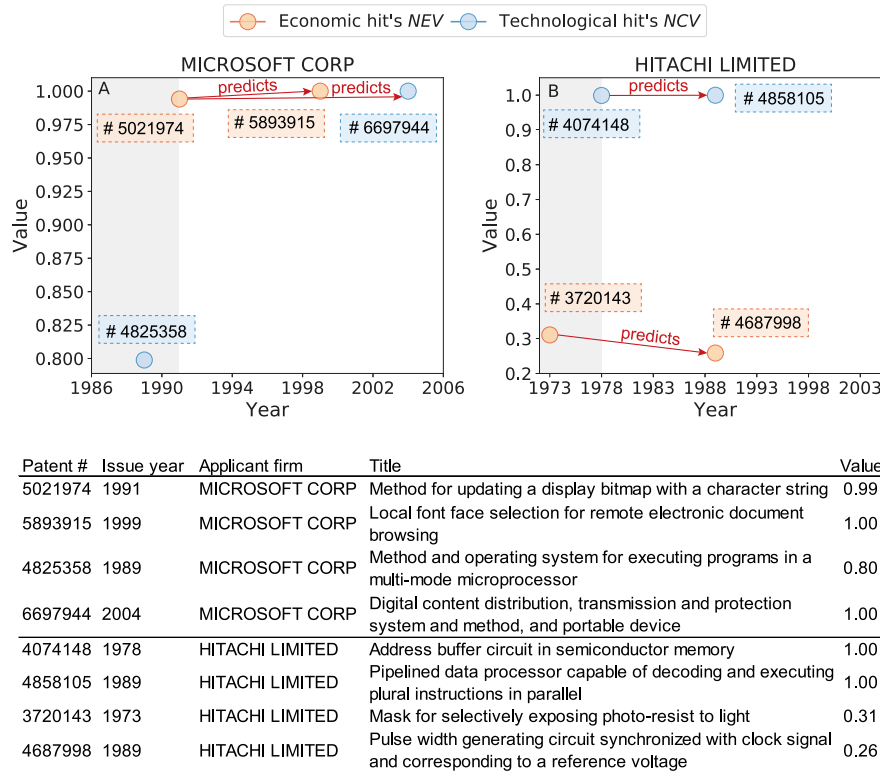 Economic hit's NEV Technological hit's NCV
MICROSOFT CORP
A
predicts predicts
# 5021974
# 5893915
# 6697944
# 4825358
Value
1.000
0.975
0.950
0.925
0.900
0.875
0.850
0.825
0.800
1986 1990 1994 1998 2002 2006
Year
HITACHI LIMITED
B
predicts
# 4858105
# 4074148
# 3720143
# 4687998
predicts
Value
1.0
0.9
0.8
0.7
0.6
0.5
0.4
0.3
0.2
1973 1978 1983 1988 1993 1998 2003
Year
Patent # Issue year Applicant firm Title Value
5021974 1991 MICROSOFT CORP Method for updating a display bitmap with a character string 0.99
5893915 1999 MICROSOFT CORP Local font face selection for remote electronic document 1.00
browsing
4825358 1989 MICROSOFT CORP Method and operating system for executing programs in a 0.80
multi-mode microprocessor
6697944 2004 MICROSOFT CORP Digital content distribution, transmission and protection 1.00
system and method, and portable device
4074148 1978 HITACHI LIMITED Address buffer circuit in semiconductor memory 1.00
4858105 1989 HITACHI LIMITED Pipelined data processor capable of decoding and executing 1.00
plural instructions in parallel
3720143 1973 HITACHI LIMITED Mask for selectively exposing photo-resist to light 0.31
4687998 1989 HITACHI LIMITED Pulse width generating circuit synchronized with clock signal 0.26
and corresponding to a reference voltage